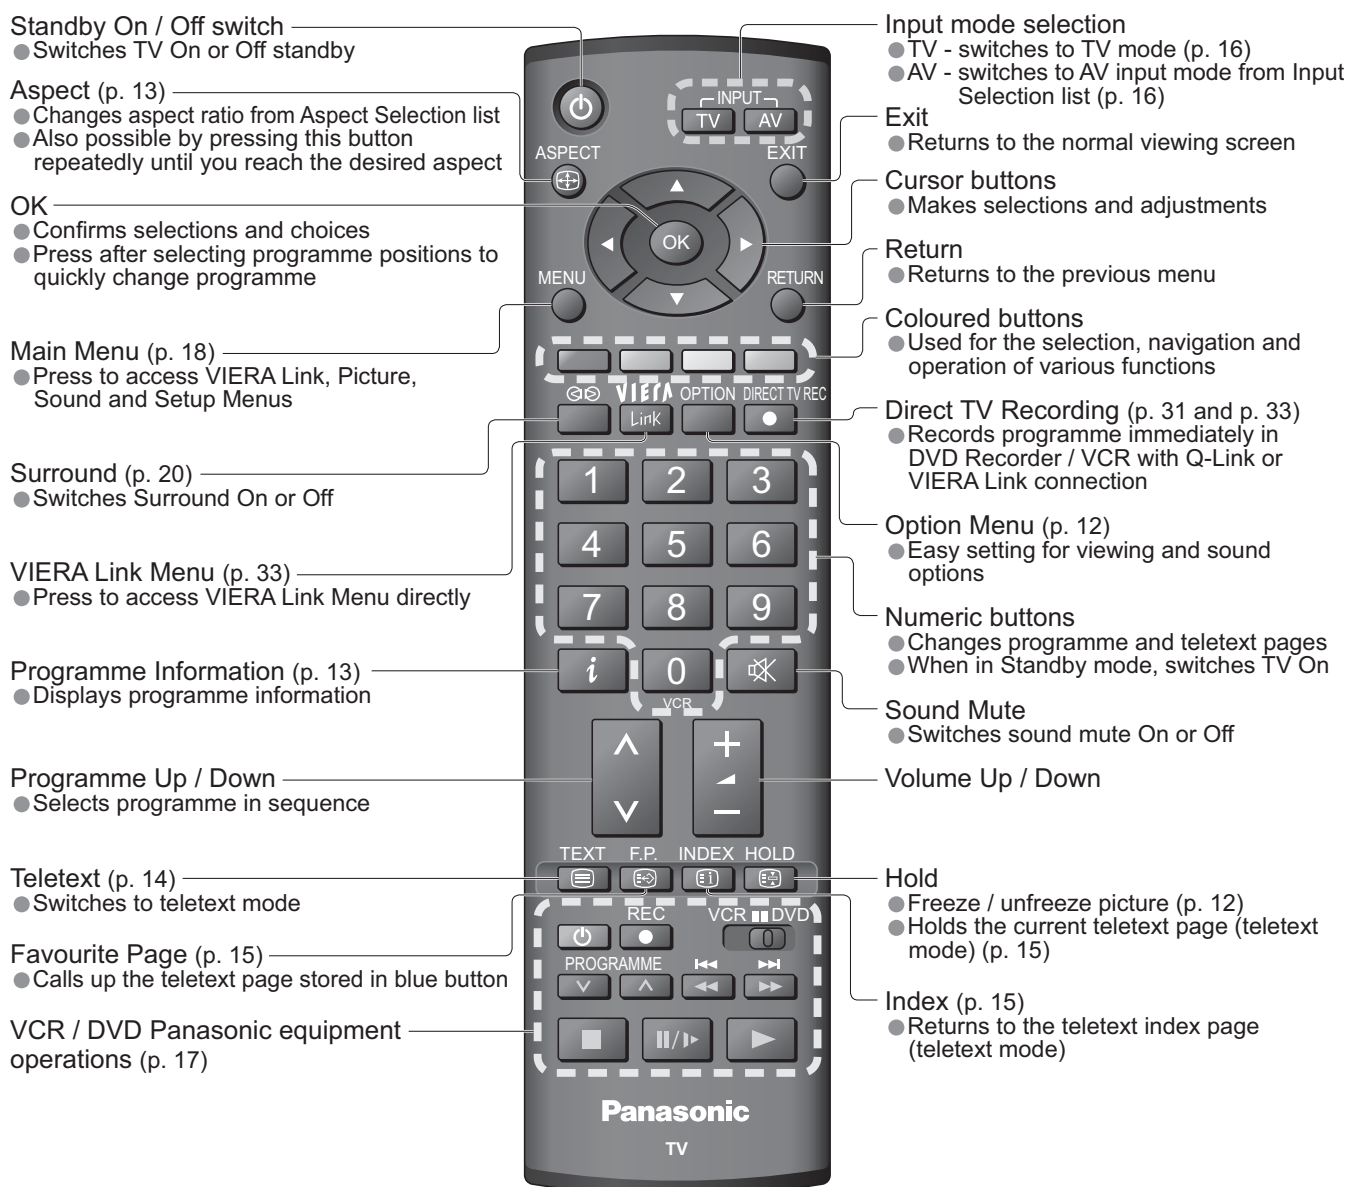 Standby On / Off switch
●Switches TV On or Off standby
Aspect (p. 13)
●Changes aspect ratio from Aspect Selection list
●Also possible by pressing this button
repeatedly until you reach the desired aspect
OK
●Confirms selections and choices
●Press after selecting programme positions to
quickly change programme
Main Menu (p. 18)
●Press to access VIERA Link, Picture,
Sound and Setup Menus
Surround (p. 20)
●Switches Surround On or Off
VIERA Link Menu (p. 33)
●Press to access VIERA Link Menu directly
Programme Information (p. 13)
●Displays programme information
Programme Up / Down
●Selects programme in sequence
Teletext (p. 14)
●Switches to teletext mode
Favourite Page (p. 15)
●Calls up the teletext page stored in blue button
VCR / DVD Panasonic equipment
operations (p. 17)
INPUT
TV AV
ASPECT EXIT
OK
MENU RETURN
VIERA OPTION DIRECT TV REC
Link
1 2 3
4 5 6
7 8 9
i 0
VCR
+
−
TEXT F.P. INDEX HOLD
REC VCR DVD
PROGRAMME
Panasonic
TV
Input mode selection
●TV - switches to TV mode (p. 16)
●AV - switches to AV input mode from Input
Selection list (p. 16)
Exit
●Returns to the normal viewing screen
Cursor buttons
●Makes selections and adjustments
Return
●Returns to the previous menu
Coloured buttons
●Used for the selection, navigation and
operation of various functions
Direct TV Recording (p. 31 and p. 33)
●Records programme immediately in
DVD Recorder / VCR with Q-Link or
VIERA Link connection
Option Menu (p. 12)
●Easy setting for viewing and sound
options
Numeric buttons
●Changes programme and teletext pages
●When in Standby mode, switches TV On
Sound Mute
●Switches sound mute On or Off
Volume Up / Down
Hold
●Freeze / unfreeze picture (p. 12)
●Holds the current teletext page (teletext
mode) (p. 15)
Index (p. 15)
●Returns to the teletext index page
(teletext mode)